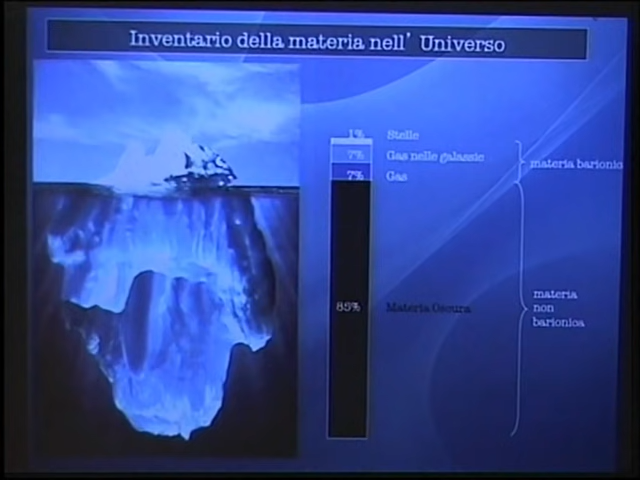 Inventario della materia nell' Universo
1% Stelle
7% Gas nelle galassie
7% Gas
materia barionic
85% Materia Oscura
materia
non
barionica